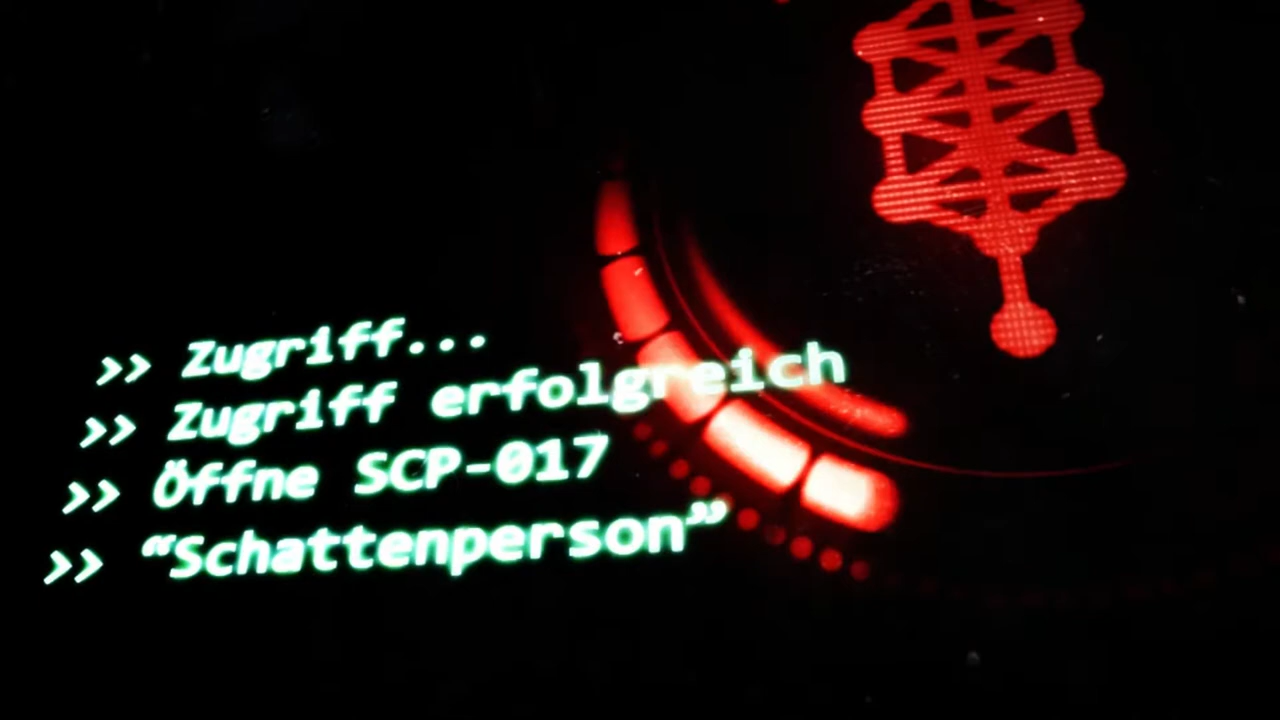 >> Zugriff...
>> Zugriff erfolgreich
>> Öffne SCP-017
>> “Schattenperson”